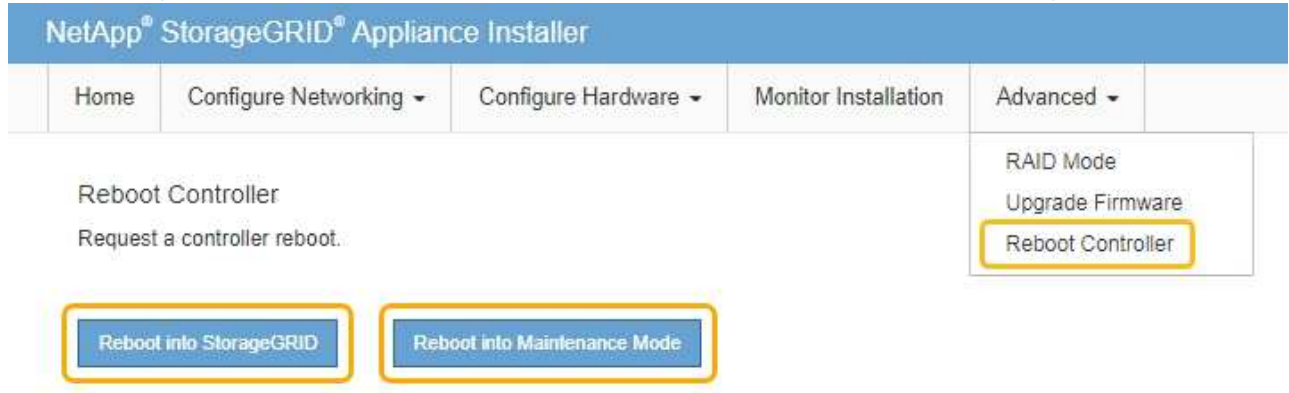 NetApp® StorageGRID® Appliance Installer
Home Configure Networking Configure Hardware Monitor Installation Advanced
RAID Mode
Upgrade Firmware
Reboot Controller
Reboot Controller
Request a controller reboot.
Reboot into StorageGRID Reboot into Maintenance Mode